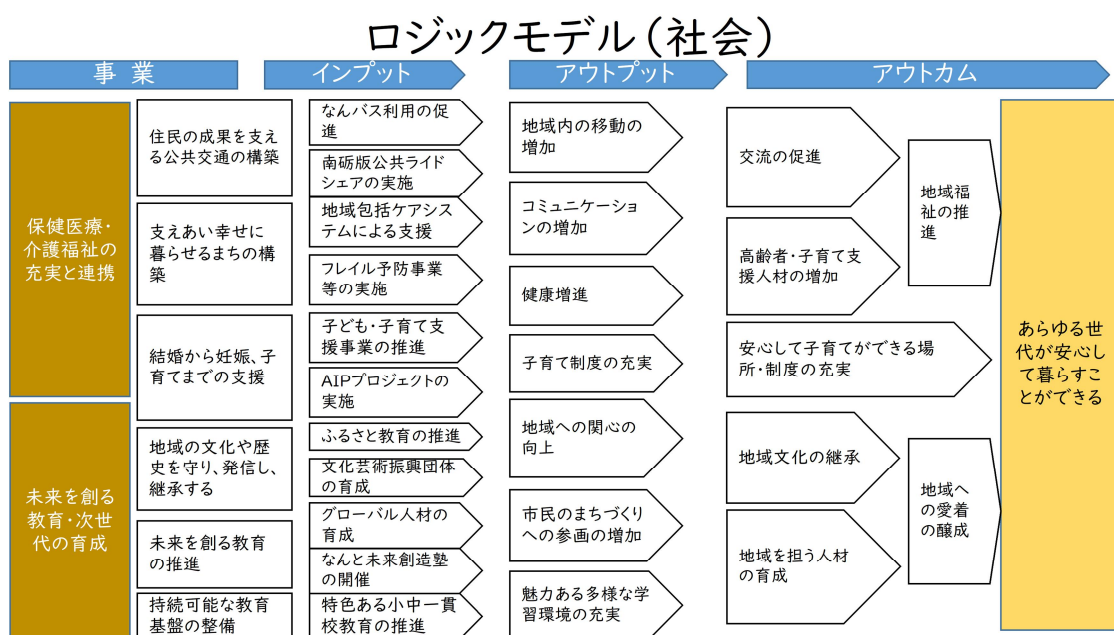 ロジックモデル(社会)
事 業
インプット
アウトプット
アウトカム
保健医療・
介護福祉の
充実と連携
未来を創る
教育・次世
代の育成
住民の成果を支え
る公共交通の構築
支えあい幸せに
暮らせるまちの構
築
結婚から妊娠、子
育てまでの支援
地域の文化や歴
史を守り、発信し、
継承する
未来を創る教育
の推進
持続可能な教育
基盤の整備
なんバス利用の促
進
南砺版公共ライド
シェアの実施
地域包括ケアシス
テムによる支援
フレイル予防事業
等の実施
子ども・子育て支
援事業の推進
AIPプロジェクトの
実施
ふるさと教育の推進
文化芸術振興団体
の育成
グローバル人材の
育成
なんと未来創造塾
の開催
特色ある小中一貫
校教育の推進
地域内の移動の
増加
コミュニケーショ
ンの増加
健康増進
子育て制度の充実
地域への関心の
向上
市民のまちづくり
への参画の増加
魅力ある多様な学
習環境の充実
交流の促進
高齢者・子育て支
援人材の増加
安心して子育てができる場
所・制度の充実
地域文化の継承
地域を担う人材
の育成
地域福
祉の推
進
地域へ
の愛着
の醸成
あらゆる世
代が安心し
て暮らすこ
とができる